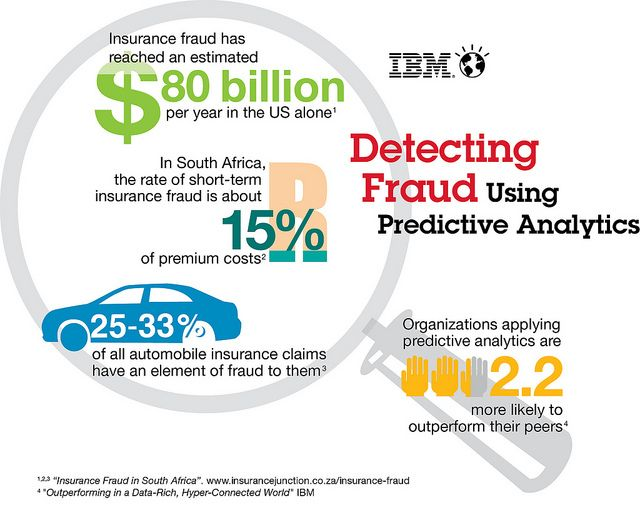 Insurance fraud has
reached an estimated
$80 billion
per year in the US alone¹
IBM.
Detecting
Fraud Using
Predictive Analytics
In South Africa,
the rate of short-term
insurance fraud is about
R
15%
of premium costs²
25-33%
of all automobile insurance claims
have an element of fraud to them³
Organizations applying
predictive analytics are
2.2
more likely to
outperform their peers⁴
¹,²,³ "Insurance Fraud in South Africa". www.insurancejunction.co.za/insurance-fraud
⁴ "Outperforming in a Data-Rich, Hyper-Connected World" IBM